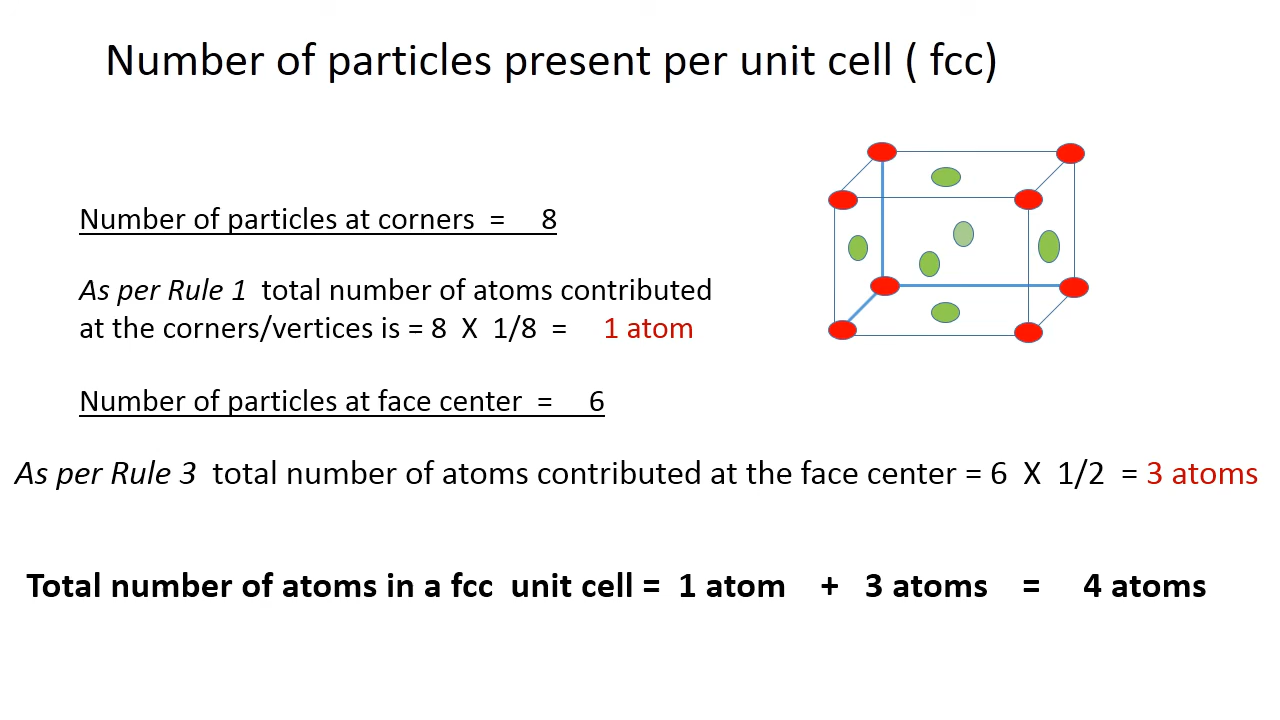 Number of particles present per unit cell ( fcc)
Number of particles at corners = 8
As per Rule 1 total number of atoms contributed
at the corners/vertices is = 8 X 1/8 = 1 atom
Number of particles at face center = 6
As per Rule 3 total number of atoms contributed at the face center = 6 X 1/2 = 3 atoms
Total number of atoms in a fcc unit cell = 1 atom + 3 atoms = 4 atoms